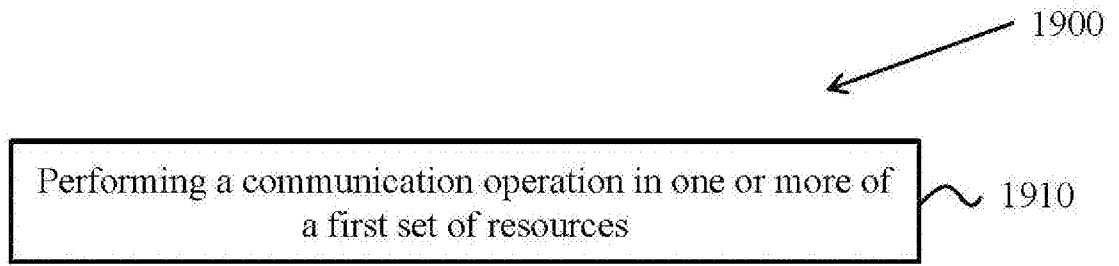 1900
Performing a communication operation in one or more of
a first set of resources
1910